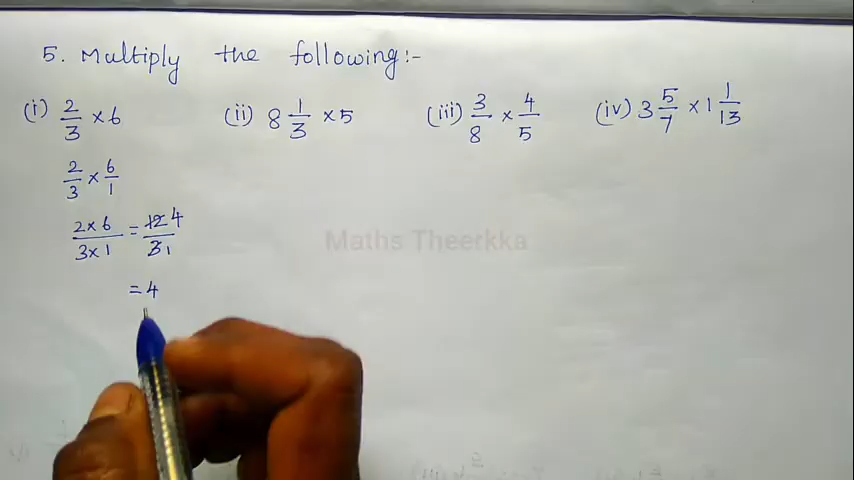 5. Multiply the following:-
(i) 2/3 × 6 (ii) 8 1/3 × 5 (iii) 3/8 × 4/5 (iv) 3 5/7 × 1 1/13
2/3 × 6/1
2×6/3×1 = 12 4/3 1
= 4
Maths Theerkka